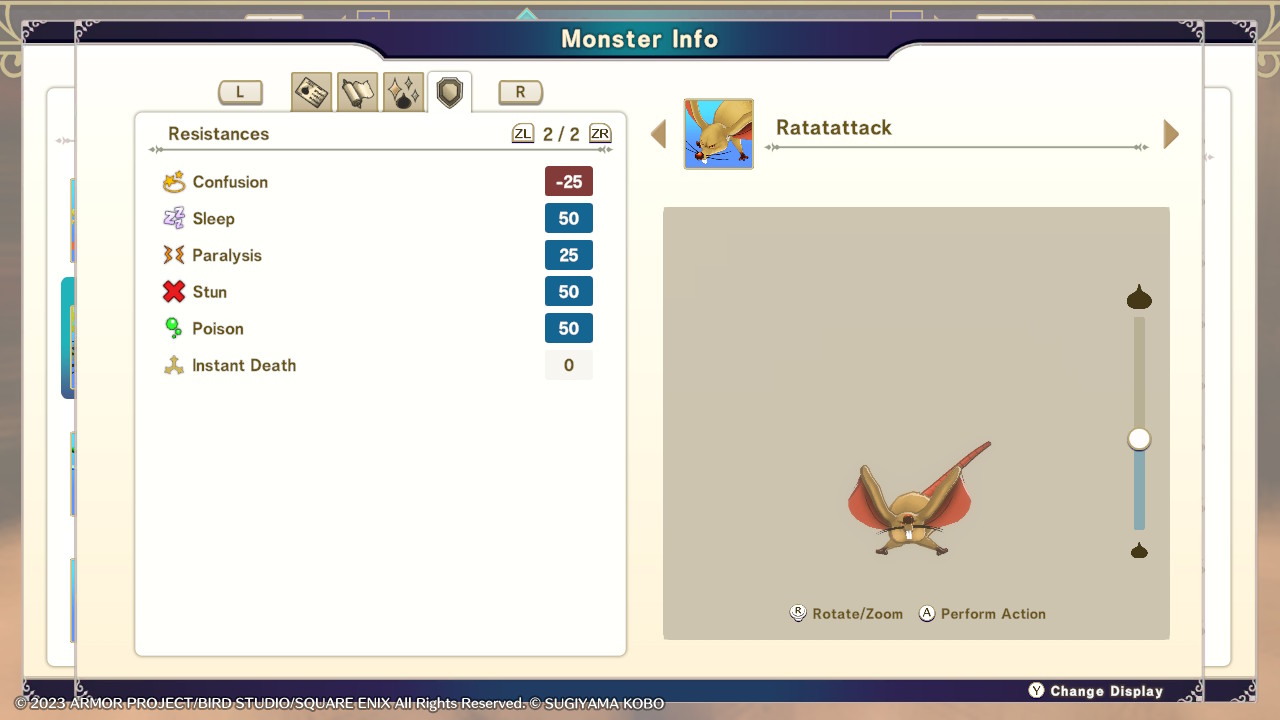 Monster Info
L
R
Resistances
ZL 2 / 2 ZR
Confusion -25
Sleep 50
Paralysis 25
Stun 50
Poison 50
Instant Death 0
Ratatattack
R Rotate/Zoom A Perform Action
Y Change Display
© 2023 ARMOR PROJECT/BIRD STUDIO/SQUARE ENIX All Rights Reserved. © SUGIYAMA KOBO